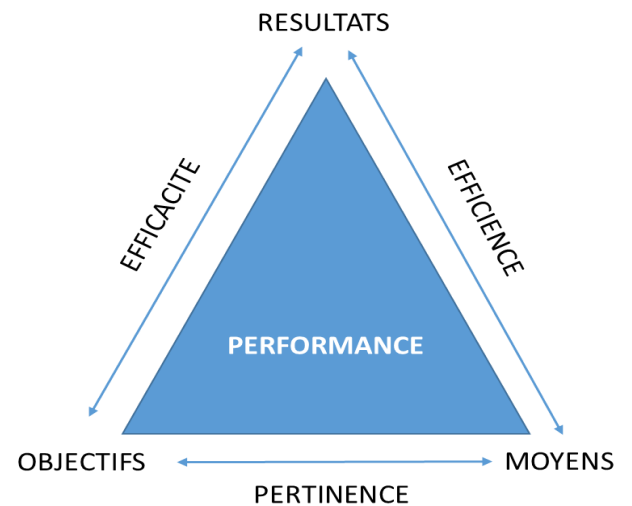 RESULTATS
EFFICACITE
EFFICIENCE
PERFORMANCE
OBJECTIFS
MOYENS
PERTINENCE